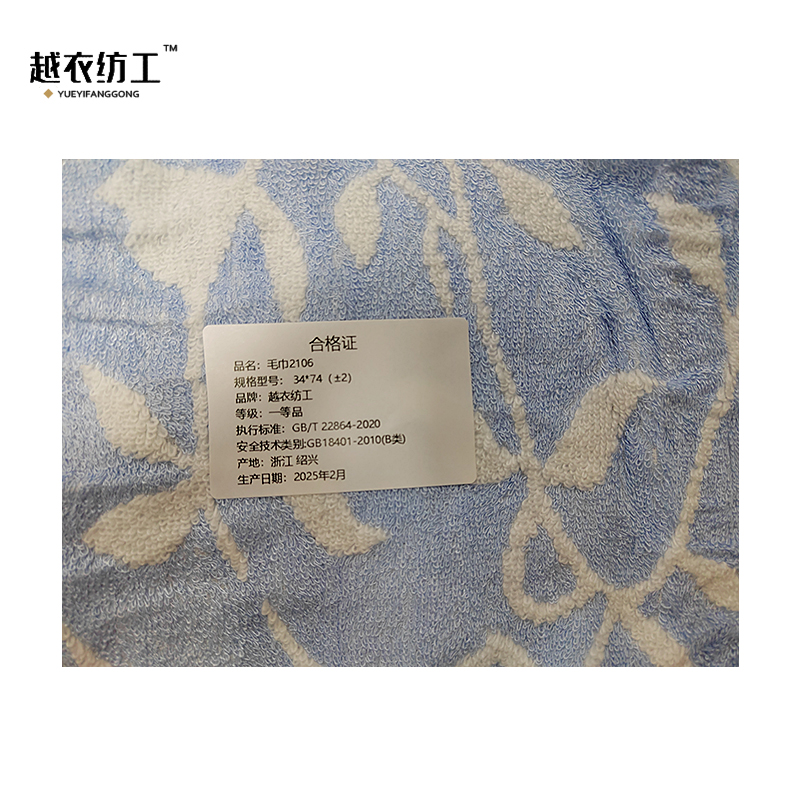 越衣纺工™
YUEYIFANGGONG
合格证
品名：毛巾2106
规格型号： 34*74（±2）
品牌：越衣纺工
等级：一等品
执行标准：GB/T 22864-2020
安全技术类别:GB18401-2010(B类)
产地：浙江 绍兴
生产日期：2025年2月